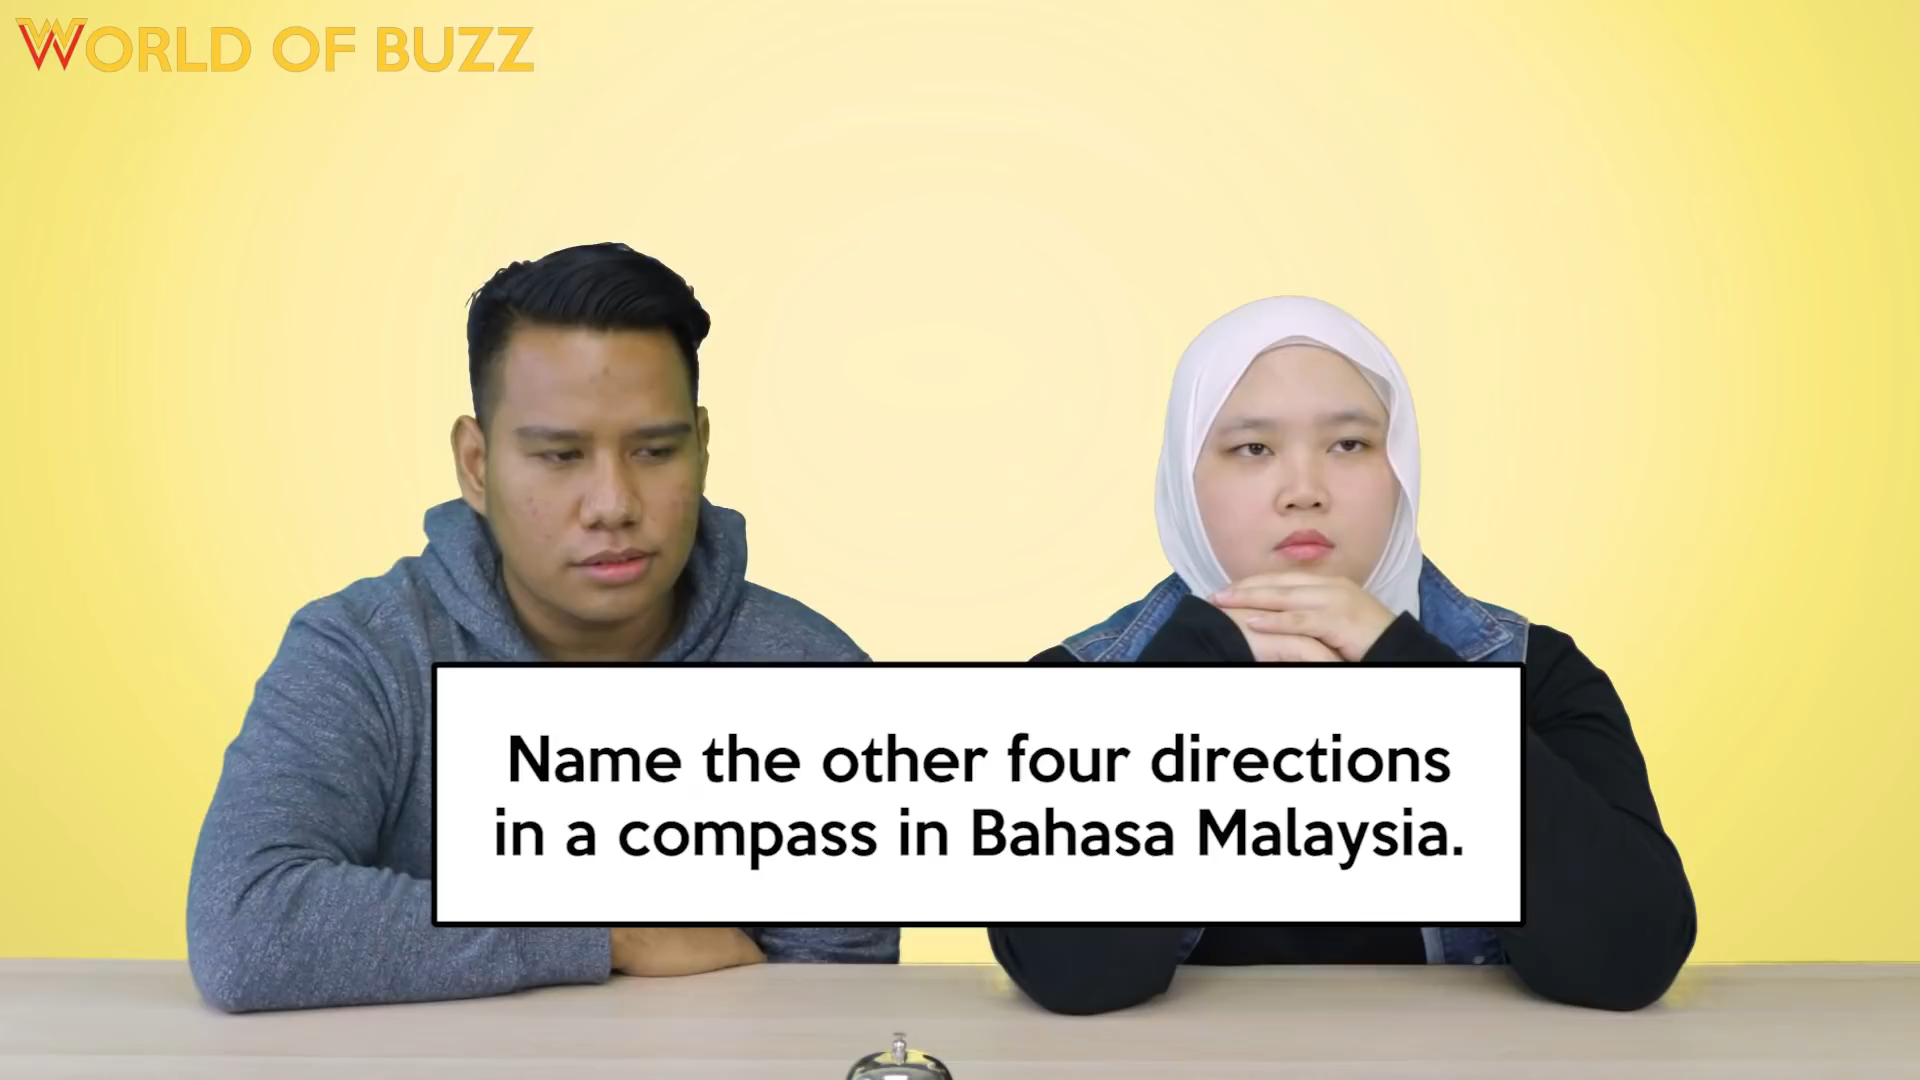 WORLD OF BUZZ
Name the other four directions
in a compass in Bahasa Malaysia.